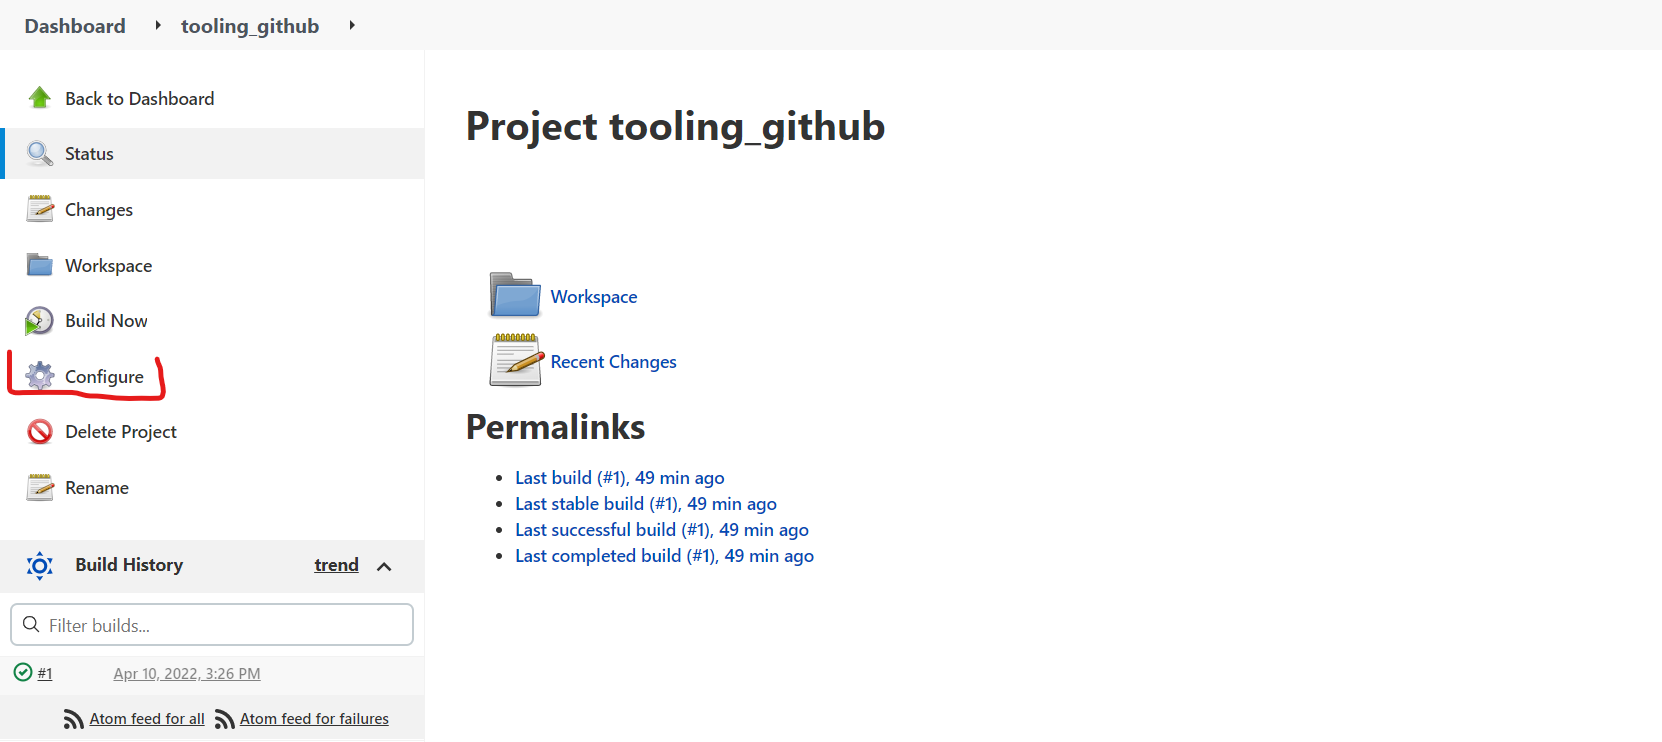 Dashboard tooling_github
Back to Dashboard
Status
Changes
Workspace
Build Now
Configure
Delete Project
Rename
Build History trend
Filter builds...
#1 Apr 10, 2022, 3:26 PM
Atom feed for all Atom feed for failures
Project tooling_github
Workspace
Recent Changes
Permalinks
Last build (#1), 49 min ago
Last stable build (#1), 49 min ago
Last successful build (#1), 49 min ago
Last completed build (#1), 49 min ago